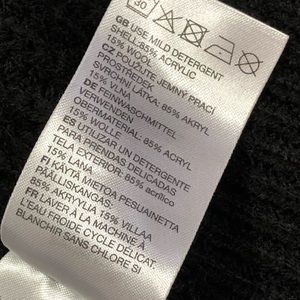 30
GB USE MILD DETERGENT
SHELL:85% ACRYLIC
15% WOOL
CZ POUŽIJTE JEMNÝ PRACÍ
PROSTŘEDEK
SVRCHNÍ LÁTKA: 85% AKRYL
15% VLNA
DE FEINWASCHMITTEL
VERWENDEN
OBERMATERIAL: 85% ACRYL
15% WOLLE
ES UTILIZAR UN DETERGENTE
PARA PRENDAS DELICADAS
TELA EXTERIOR: 85% acrílico
15% LANA
FI KÄYTÄ MIETOA PESUAINETTA
PÄÄLLISKANGAS:
85% AKRYYLIA 15% VILLAA
FR LAVER À LA MACHINE À
L'EAU FROIDE CYCLE DÉLICAT.
BLANCHIR SANS CHLORE SI